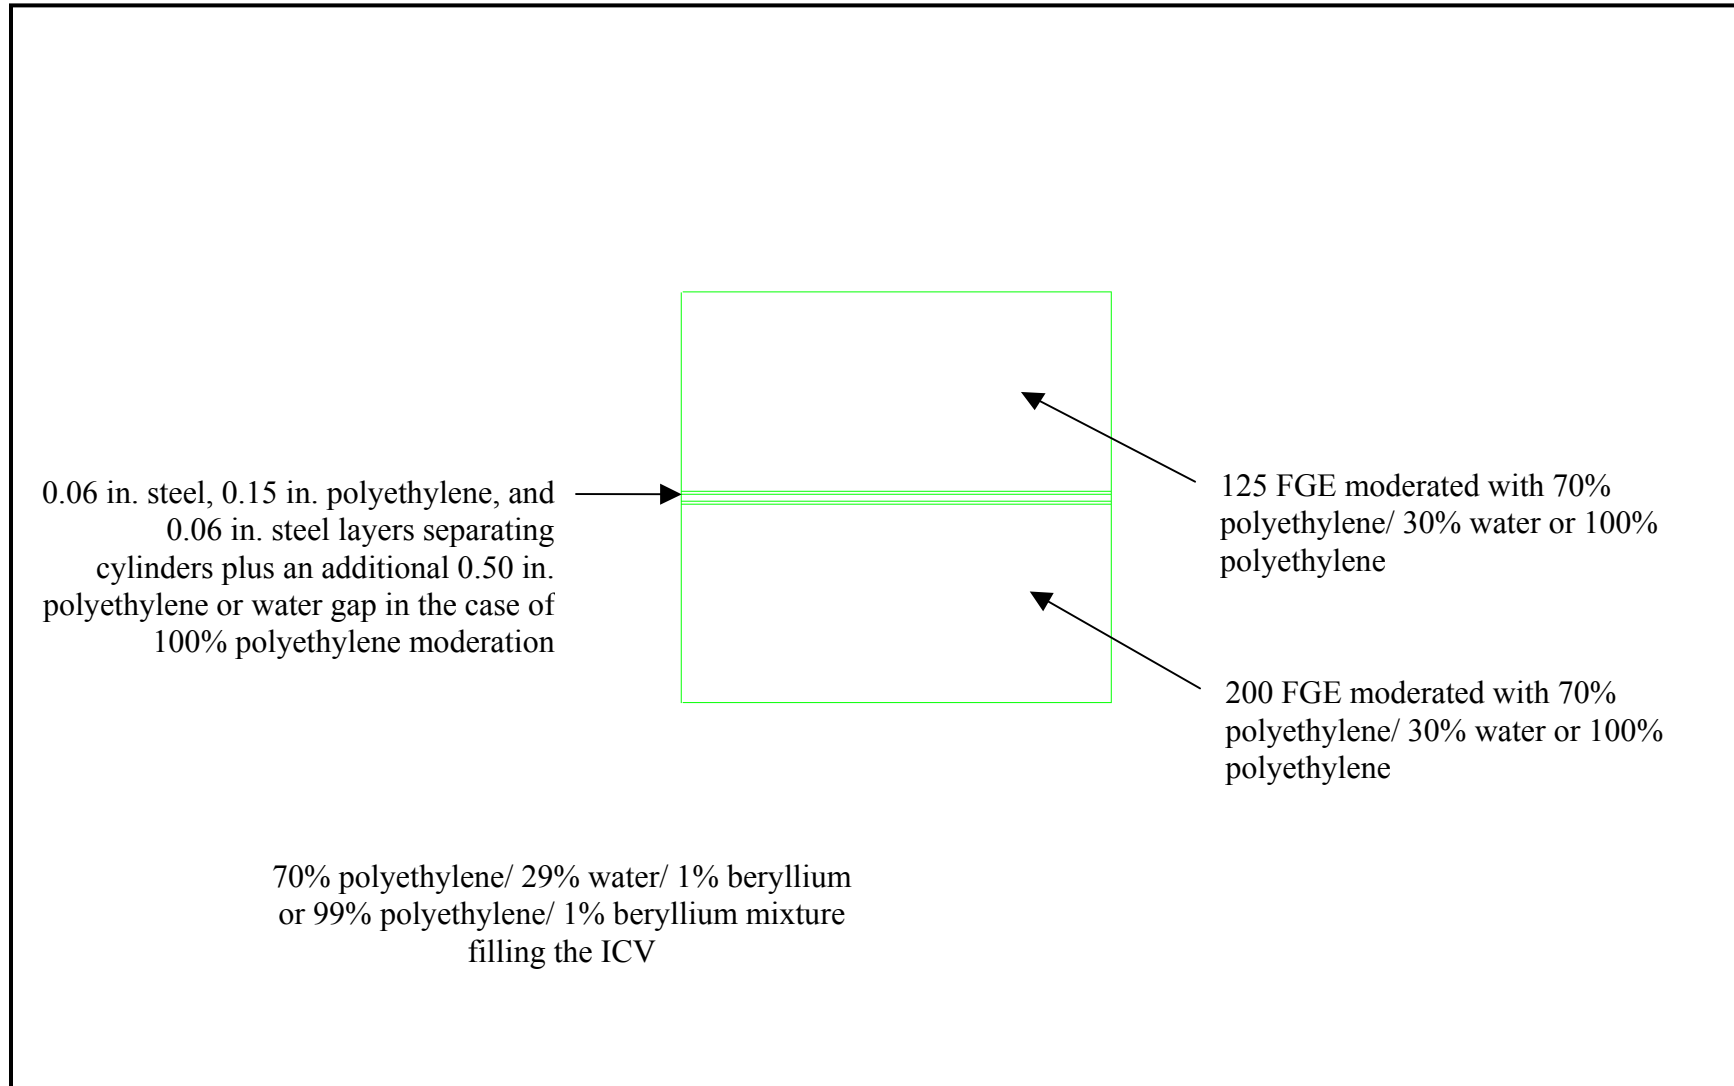 0.06 in. steel, 0.15 in. polyethylene, and
0.06 in. steel layers separating
cylinders plus an additional 0.50 in.
polyethylene or water gap in the case of
100% polyethylene moderation
125 FGE moderated with 70%
polyethylene/ 30% water or 100%
polyethylene
200 FGE moderated with 70%
polyethylene/ 30% water or 100%
polyethylene
70% polyethylene/ 29% water/ 1% beryllium
or 99% polyethylene/ 1% beryllium mixture
filling the ICV